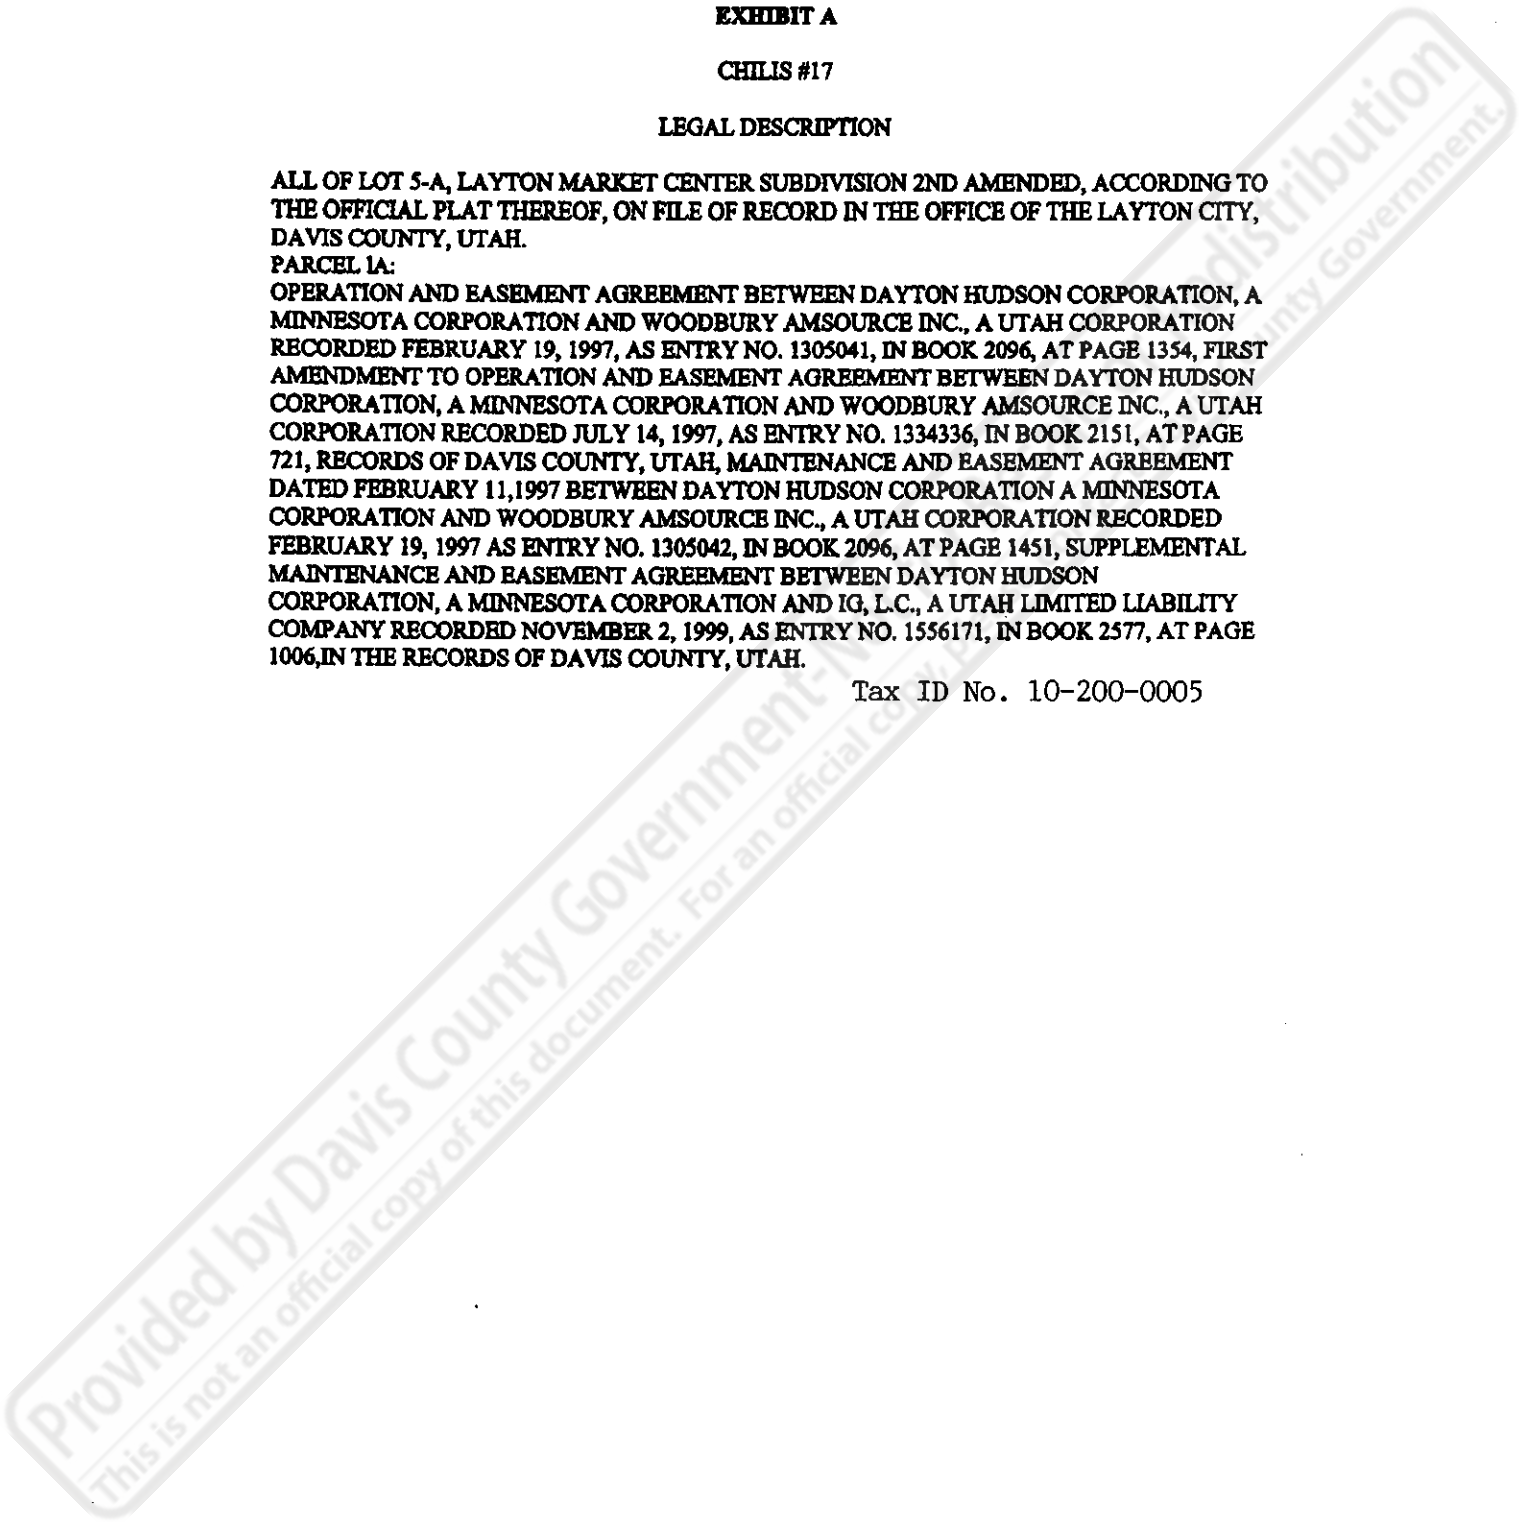 EXHIBIT A
CHILIS #17
LEGAL DESCRIPTION
ALL OF LOT 5-A, LAYTON MARKET CENTER SUBDIVISION 2ND AMENDED, ACCORDING TO
THE OFFICIAL PLAT THEREOF, ON FILE OF RECORD IN THE OFFICE OF THE LAYTON CITY,
DAVIS COUNTY, UTAH.
PARCEL 1A:
OPERATION AND EASEMENT AGREEMENT BETWEEN DAYTON HUDSON CORPORATION, A
MINNESOTA CORPORATION AND WOODBURY AMSOURCE INC., A UTAH CORPORATION
RECORDED FEBRUARY 19, 1997, AS ENTRY NO. 1305041, IN BOOK 2096, AT PAGE 1354, FIRST
AMENDMENT TO OPERATION AND EASEMENT AGREEMENT BETWEEN DAYTON HUDSON
CORPORATION, A MINNESOTA CORPORATION AND WOODBURY AMSOURCE INC., A UTAH
CORPORATION RECORDED JULY 14, 1997, AS ENTRY NO. 1334336, IN BOOK 2151, AT PAGE
721, RECORDS OF DAVIS COUNTY, UTAH, MAINTENANCE AND EASEMENT AGREEMENT
DATED FEBRUARY 11,1997 BETWEEN DAYTON HUDSON CORPORATION A MINNESOTA
CORPORATION AND WOODBURY AMSOURCE INC., A UTAH CORPORATION RECORDED
FEBRUARY 19, 1997 AS ENTRY NO. 1305042, IN BOOK 2096, AT PAGE 1451, SUPPLEMENTAL
MAINTENANCE AND EASEMENT AGREEMENT BETWEEN DAYTON HUDSON
CORPORATION, A MINNESOTA CORPORATION AND IG, L.C., A UTAH LIMITED LIABILITY
COMPANY RECORDED NOVEMBER 2, 1999, AS ENTRY NO. 1556171, IN BOOK 2577, AT PAGE
1006,IN THE RECORDS OF DAVIS COUNTY, UTAH.
Tax ID No. 10-200-0005
Provided by Davis County Government-Not for Redistribution
This is not an official copy of this document. For an official copy, County Government.